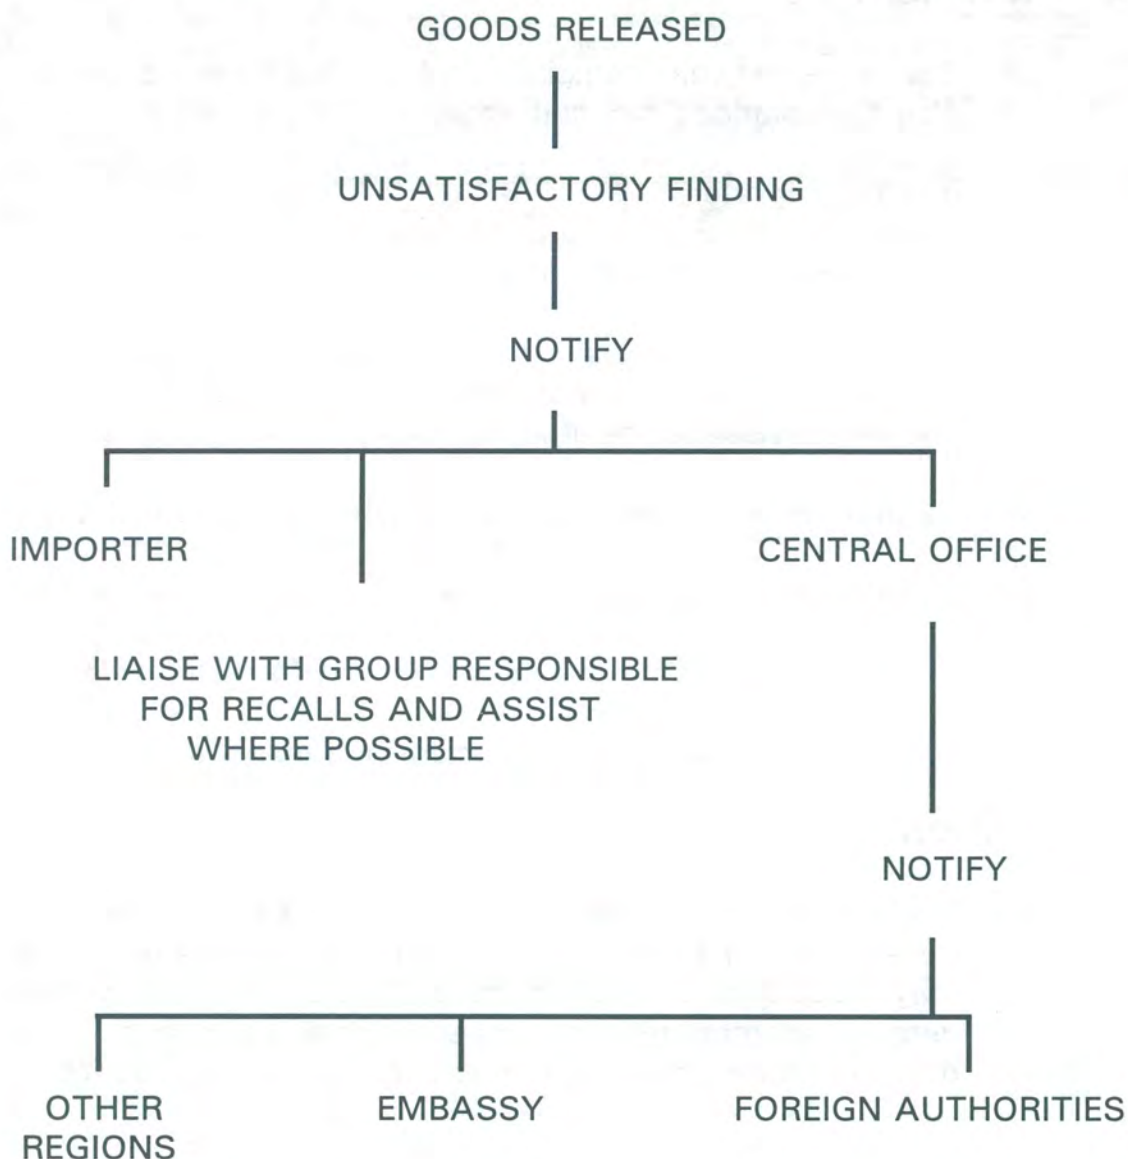 GOODS RELEASED
UNSATISFACTORY FINDING
NOTIFY
IMPORTER
CENTRAL OFFICE
LIAISE WITH GROUP RESPONSIBLE
FOR RECALLS AND ASSIST
WHERE POSSIBLE
NOTIFY
OTHER
REGIONS
EMBASSY
FOREIGN AUTHORITIES